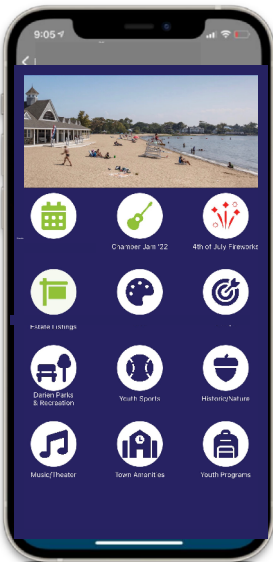 9:05
Chamber Jam '22
4th of July Fireworks
Estate Listings
Darien Parks
& Recreation
Youth Sports
Historic/Nature
Music/Theater
Town Amenities
Youth Programs